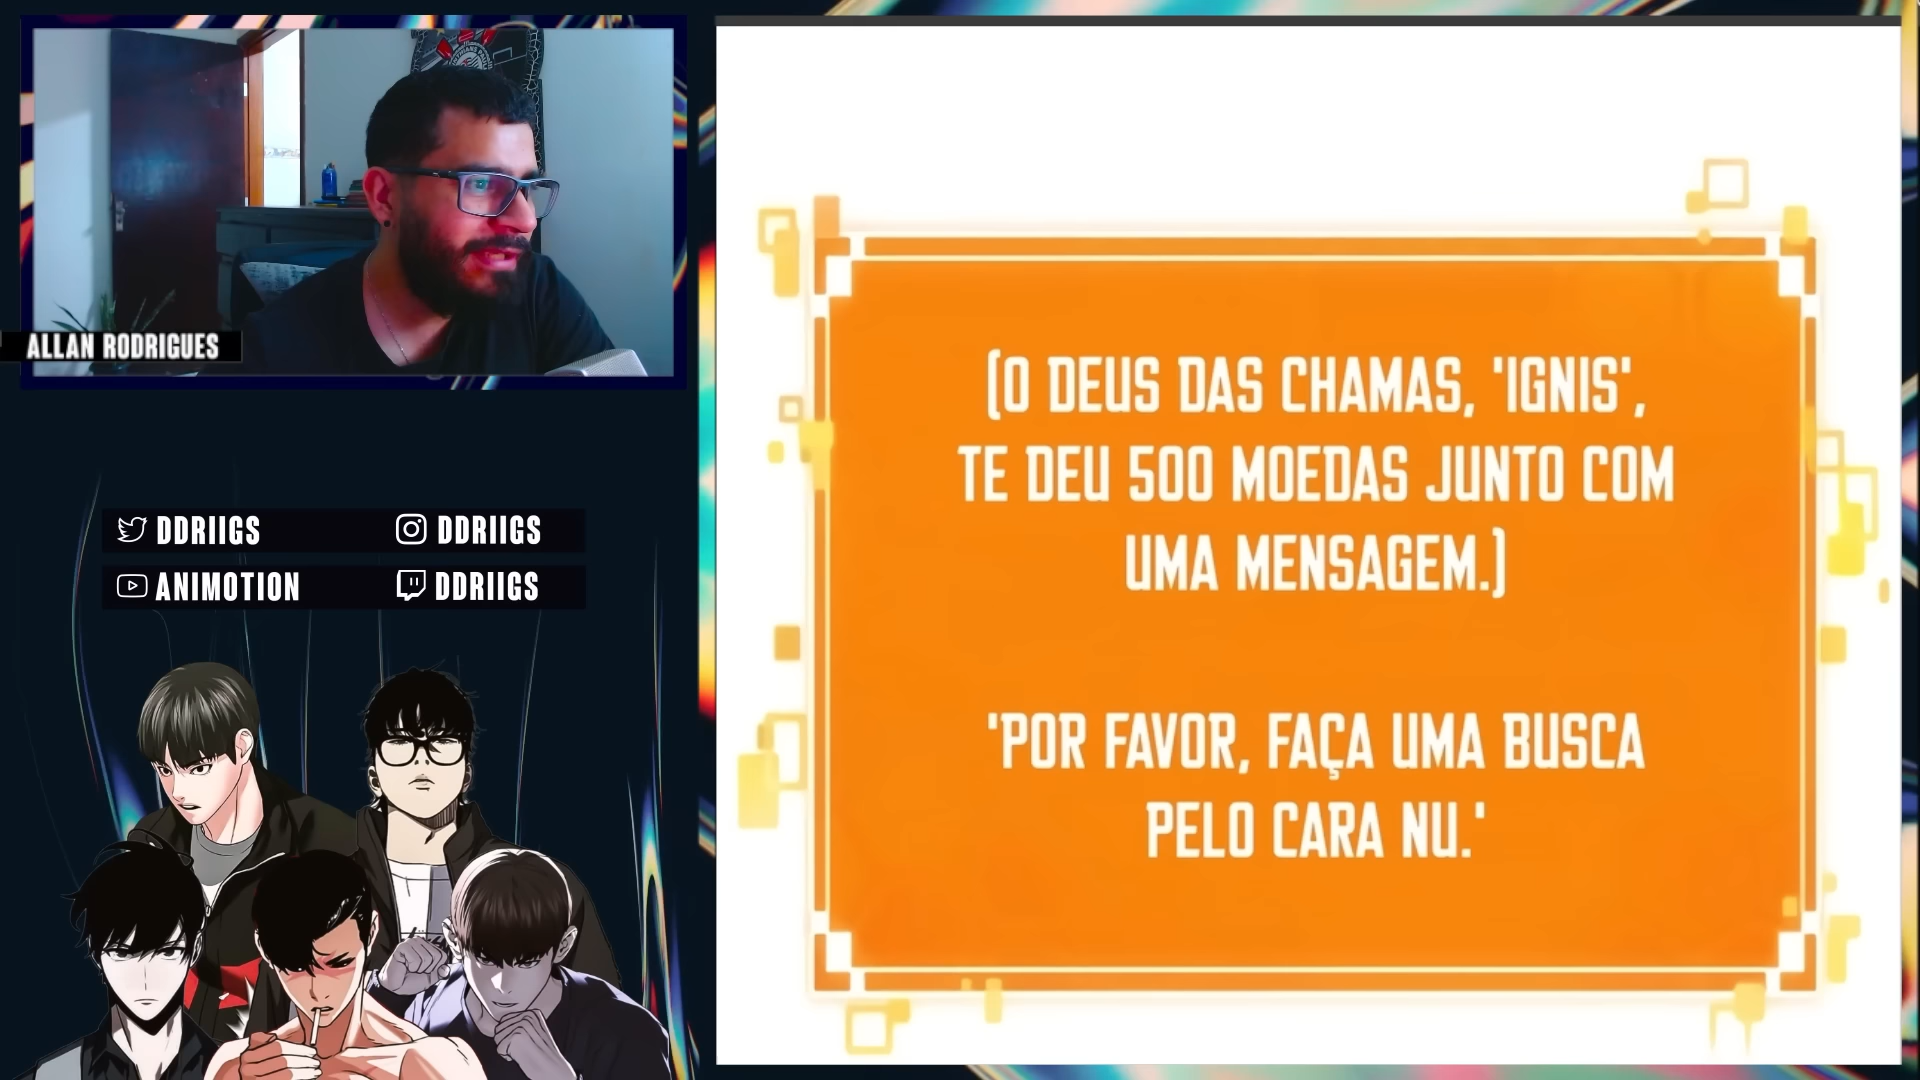 ALLAN RODRIGUES
DDRIIGS
DDRIIGS
ANIMOTION
DDRIIGS
(O DEUS DAS CHAMAS, 'IGNIS',
TE DEU 500 MOEDAS JUNTO COM
UMA MENSAGEM.)
'POR FAVOR, FAÇA UMA BUSCA
PELO CARA NU.'